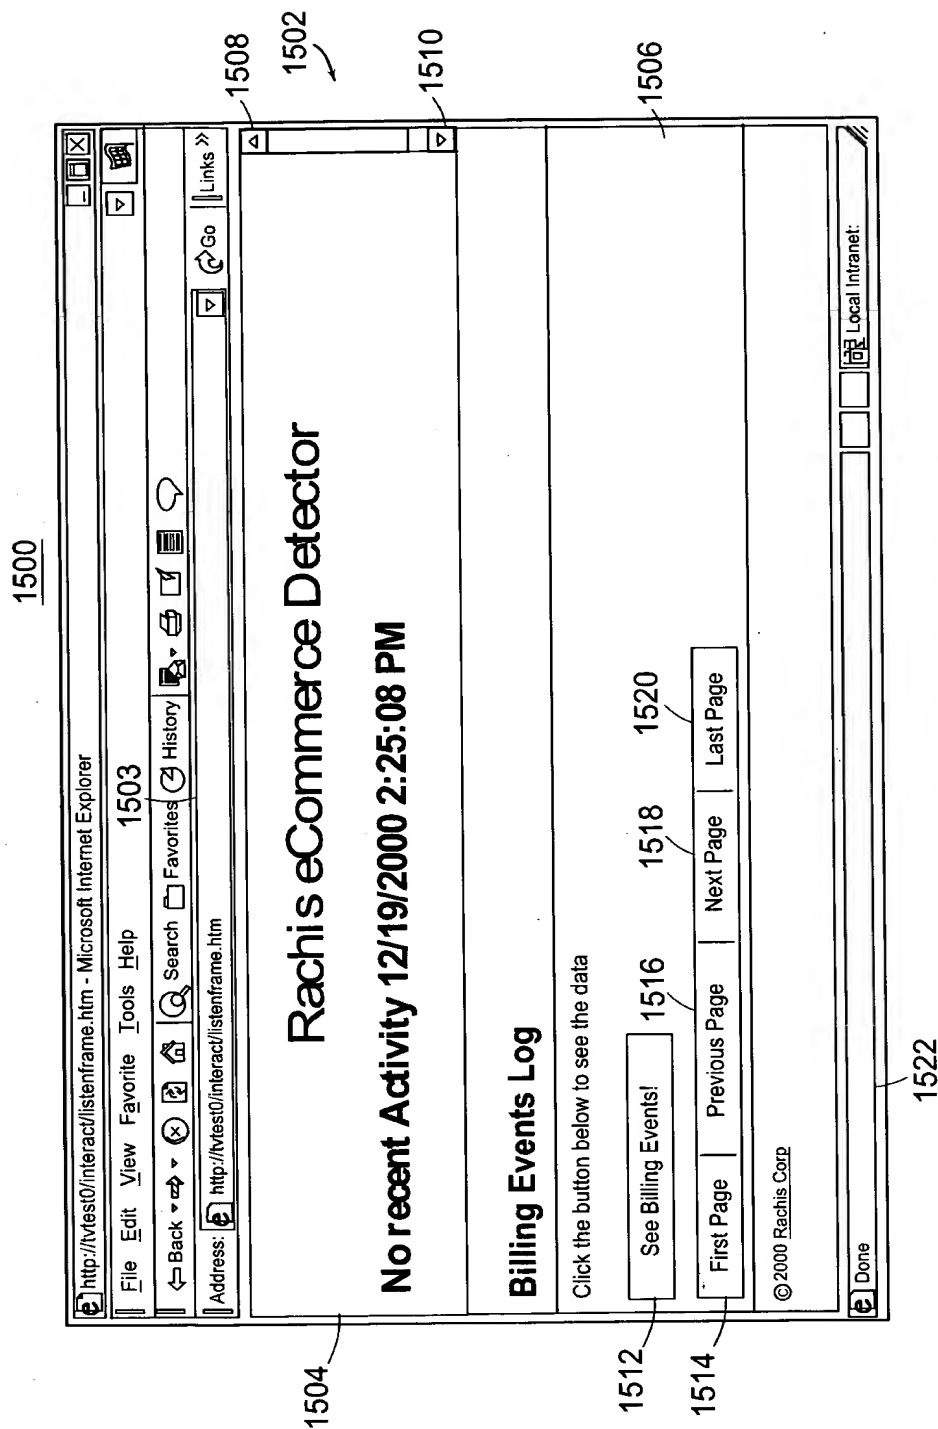 1500
http://tvtest0/interact/listenframe.htm - Microsoft Internet Explorer
File Edit View Favorite Tools Help
1503
Back Search Favorites History
Address: http://tvtest0/interact/listenframe.htm Go Links »
1508
1502
1510
1504
Rachis eCommerce Detector
No recent Activity 12/19/2000 2:25:08 PM
Billing Events Log
1506
Click the button below to see the data
1512
See Billing Events!
1516
1518
1520
1514
First Page | Previous Page | Next Page | Last Page
©2000 Rachis Corp
Done Local Intranet:
1522